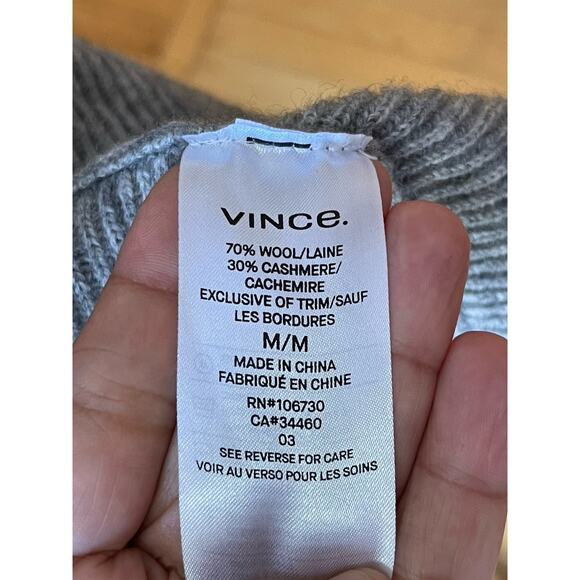 VINCE.
70% WOOL/LAINE
30% CASHMERE/
CACHEMIRE
EXCLUSIVE OF TRIM/SAUF
LES BORDURES
M/M
MADE IN CHINA
FABRIQUÉ EN CHINE
RN#106730
CA#34460
03
SEE REVERSE FOR CARE
VOIR AU VERSO POUR LES SOINS